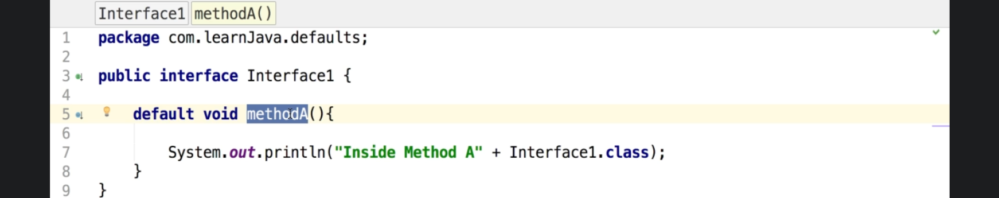 Interface1 methodA()
1 package com.learnJava.defaults;
2
3 public interface Interface1 {
4
5 default void methodA(){
6
7 System.out.println("Inside Method A" + Interface1.class);
8 }
9 }